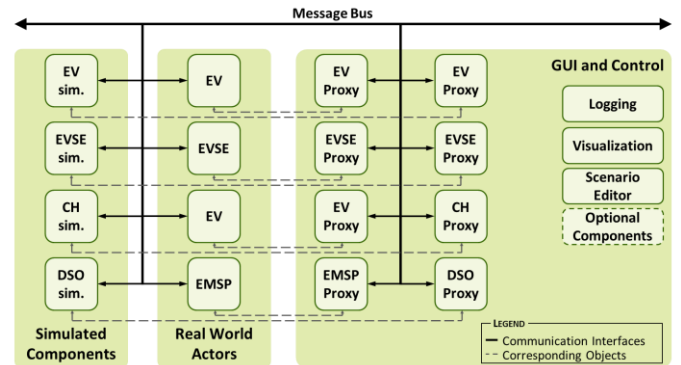 Message Bus
GUI and Control
EV
sim.
EV
EV
Proxy
EV
Proxy
Logging
EVSE
sim.
EVSE
EVSE
Proxy
EVSE
Proxy
Visualization
Scenario
Editor
CH
sim.
EV
EV
Proxy
CH
Proxy
Optional
Components
DSO
sim.
EMSP
EMSP
Proxy
DSO
Proxy
Simulated
Components
Real World
Actors
LEGEND
Communication Interfaces
Corresponding Objects